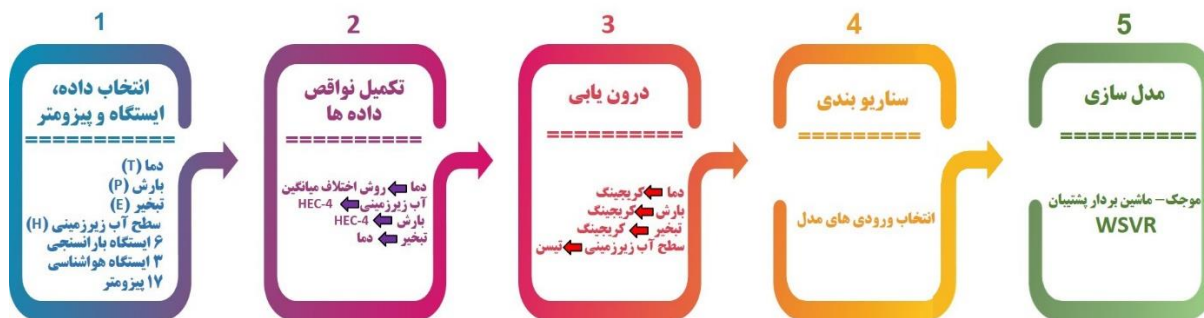 1
انتخاب داده،
ایستگاه و پیزومتر
===========
دما (T)
بارش (P)
تبخیر (E)
سطح آب زیرزمینی (H)
۶ ایستگاه بارانسنجی
۳ ایستگاه هواشناسی
۱۷ پیزومتر
2
تکمیل نواقص
داده ها
==========
دما روش اختلاف میانگین
آب زیرزمینی HEC-4
بارش HEC-4
تبخیر دما
3
درون یابی
==========
دما کریجینگ
بارش کریجینگ
تبخیر کریجینگ
سطح آب زیرزمینی تیسن
4
سناریو بندی
=========
انتخاب ورودی های مدل
5
مدل سازی
==========
موجک – ماشین بردار پشتیبان
WSVR